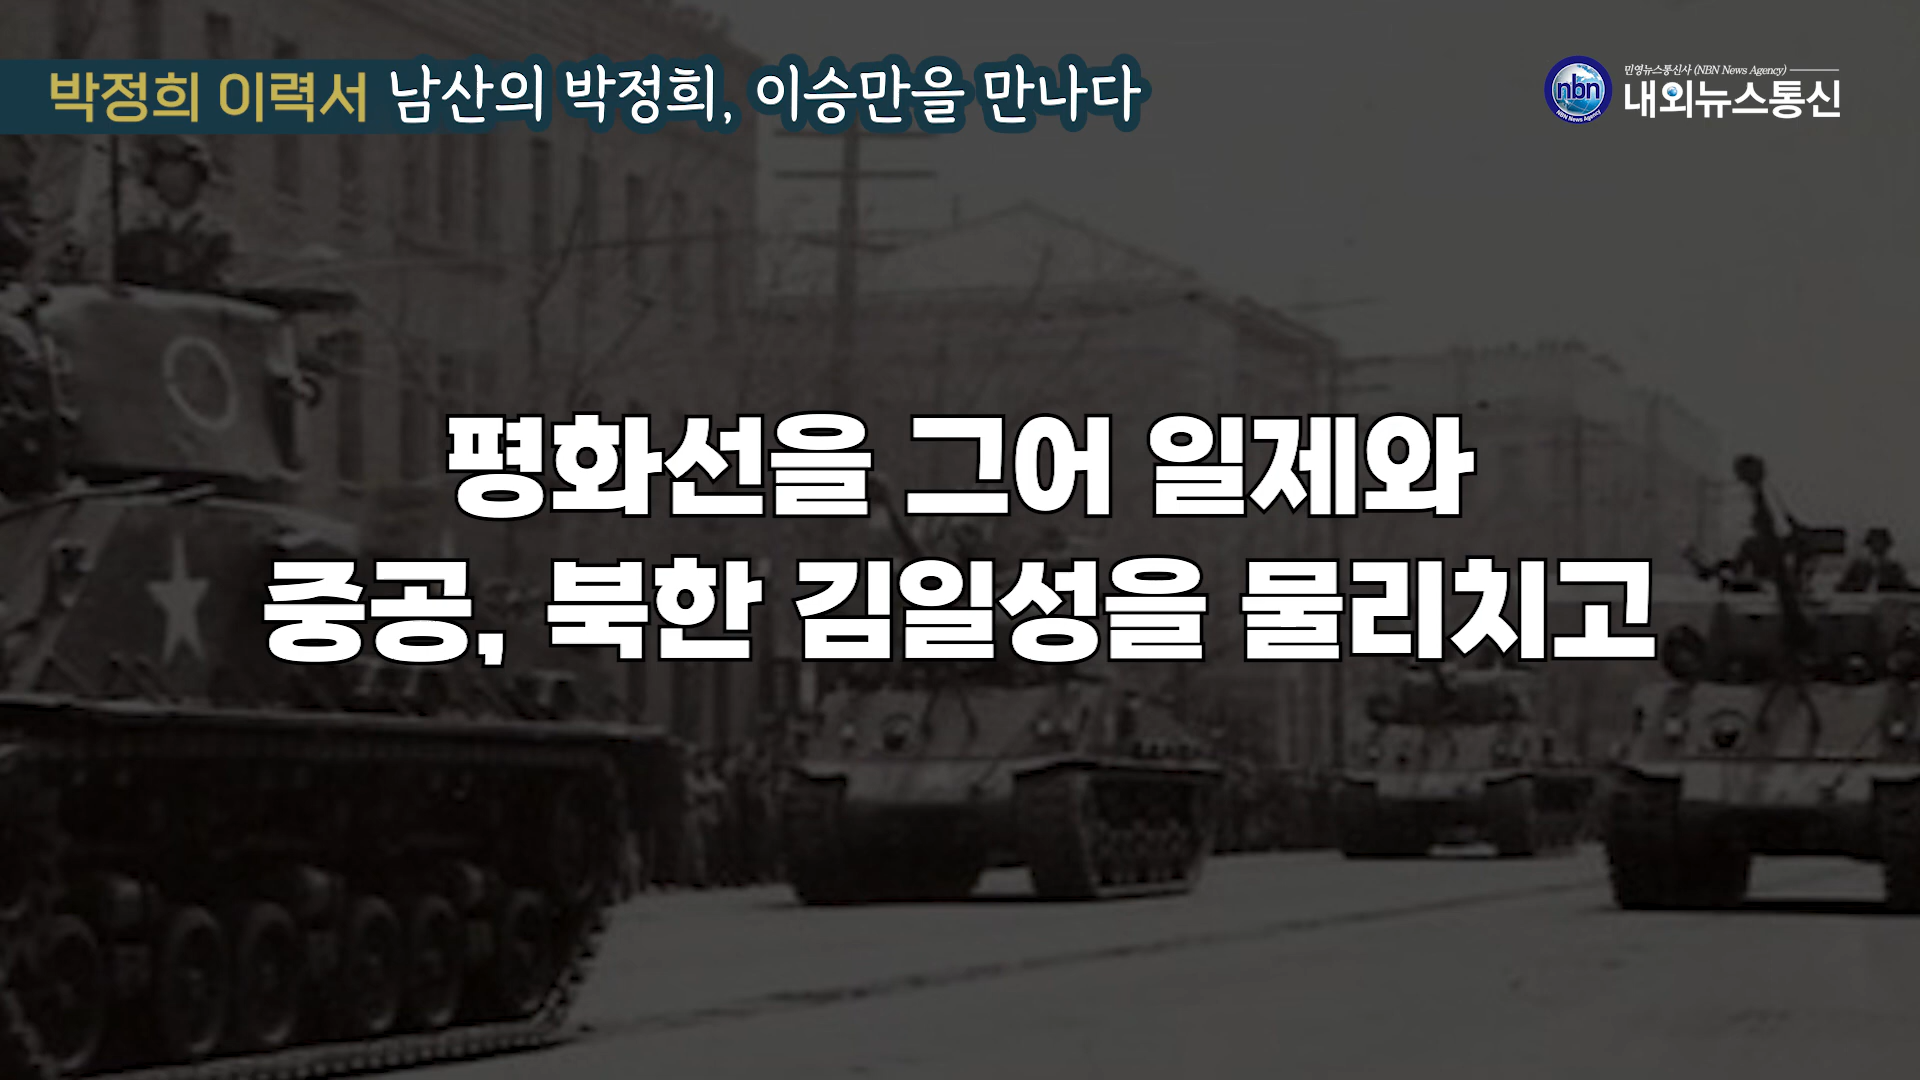 박정희 이력서 남산의 박정희, 이승만을 만나다
민영뉴스통신사 (NBN News Agency)
nbn
NBN News Agency
내외뉴스통신
평화선을 그어 일제와
중공, 북한 김일성을 물리치고